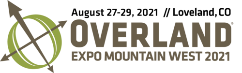 August 27-29, 2021 // Loveland, CO
OVERLAND
EXPO MOUNTAIN WEST 2021